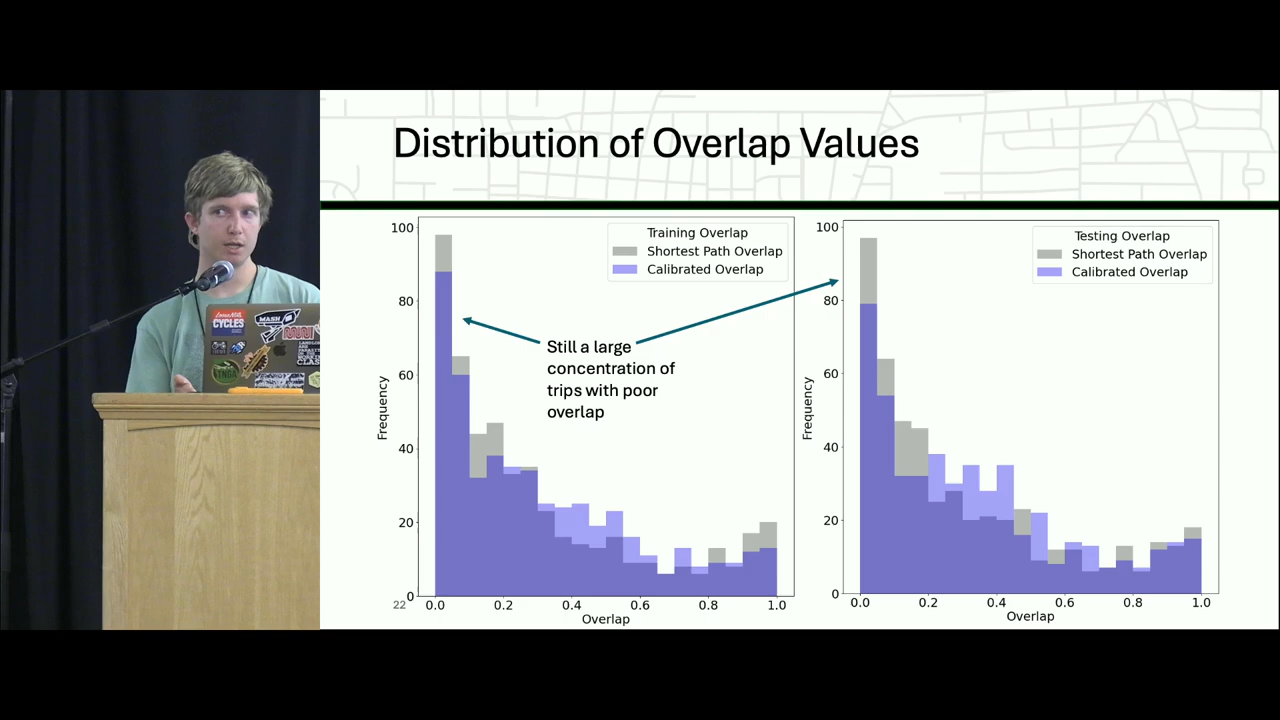 Distribution of Overlap Values
Training Overlap
Shortest Path Overlap
Calibrated Overlap
100
80
60
40
20
0
Frequency
0.0 0.2 0.4 0.6 0.8 1.0
Overlap
Still a large
concentration of
trips with poor
overlap
Testing Overlap
Shortest Path Overlap
Calibrated Overlap
100
80
60
40
20
0
Frequency
0.0 0.2 0.4 0.6 0.8 1.0
Overlap
22
CYCLES
MASH